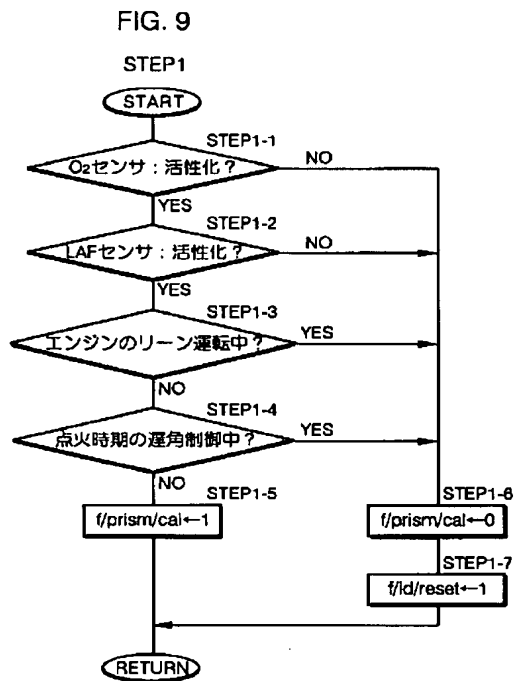 FIG. 9
STEP1
START
STEP1-1
O₂センサ：活性化？
NO
YES
STEP1-2
LAFセンサ：活性化？
NO
YES
STEP1-3
エンジンのリーン運転中？
YES
NO
STEP1-4
点火時期の遅角制御中？
YES
NO
STEP1-5
f/prism/cal←1
STEP1-6
f/prism/cal←0
STEP1-7
f/id/reset←1
RETURN